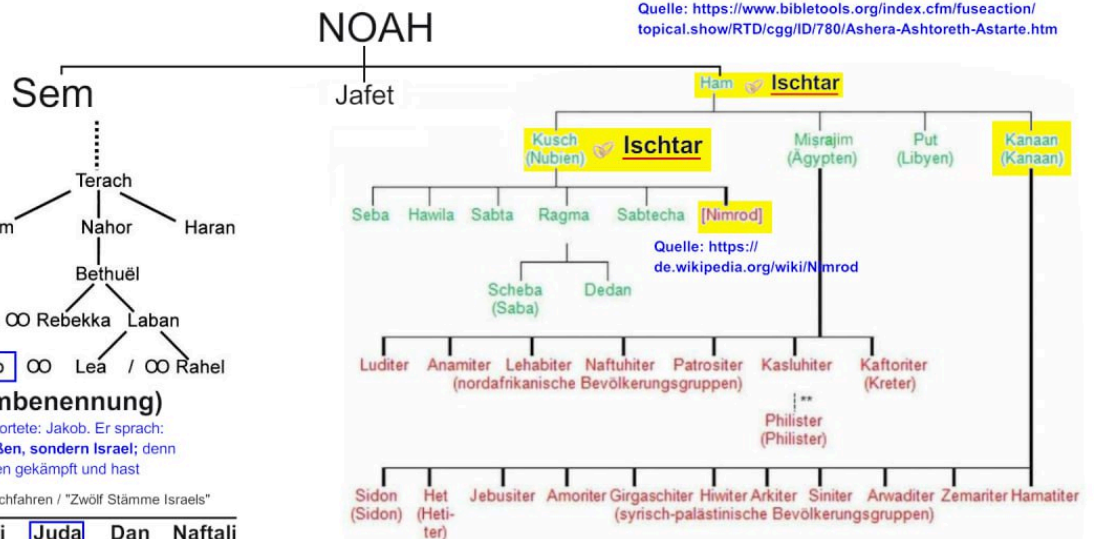 Quelle: https://www.bibletools.org/index.cfm/fuseaction/
topical.show/RTD/cgg/ID/780/Ashera-Ashtoreth-Astarte.htm
NOAH
Sem
Jafet
Ham Ischtar
Kusch
(Nubien)
Ischtar
Miṣrajim
(Ägypten)
Put
(Libyen)
Kanaan
(Kanaan)
Terach
m Nahor Haran
Bethuël
Rebekka Laban
Lea / Rahel
mbenennung)
ortete: Jakob. Er sprach:
ßen, sondern Israel; denn
en gekämpft und hast
chfahren / "Zwölf Stämme Israels"
i Juda Dan Naftali
Seba Hawila Sabta Ragma Sabtecha [Nimrod]
Quelle: https://
de.wikipedia.org/wiki/Nimrod
Scheba
(Saba)
Dedan
Luditer Anamiter Lehabiter Naftuhiter Patrositer Kasluhiter Kaftoriter
(nordafrikanische Bevölkerungsgruppen)
(Kreter)
**
Philister
(Philister)
Sidon
(Sidon)
Het
(Heti-
ter)
Jebusiter Amoriter Girgaschiter Hiwiter Arkiter Siniter Arwaditer Zemariter Hamatiter
(syrisch-palästinische Bevölkerungsgruppen)